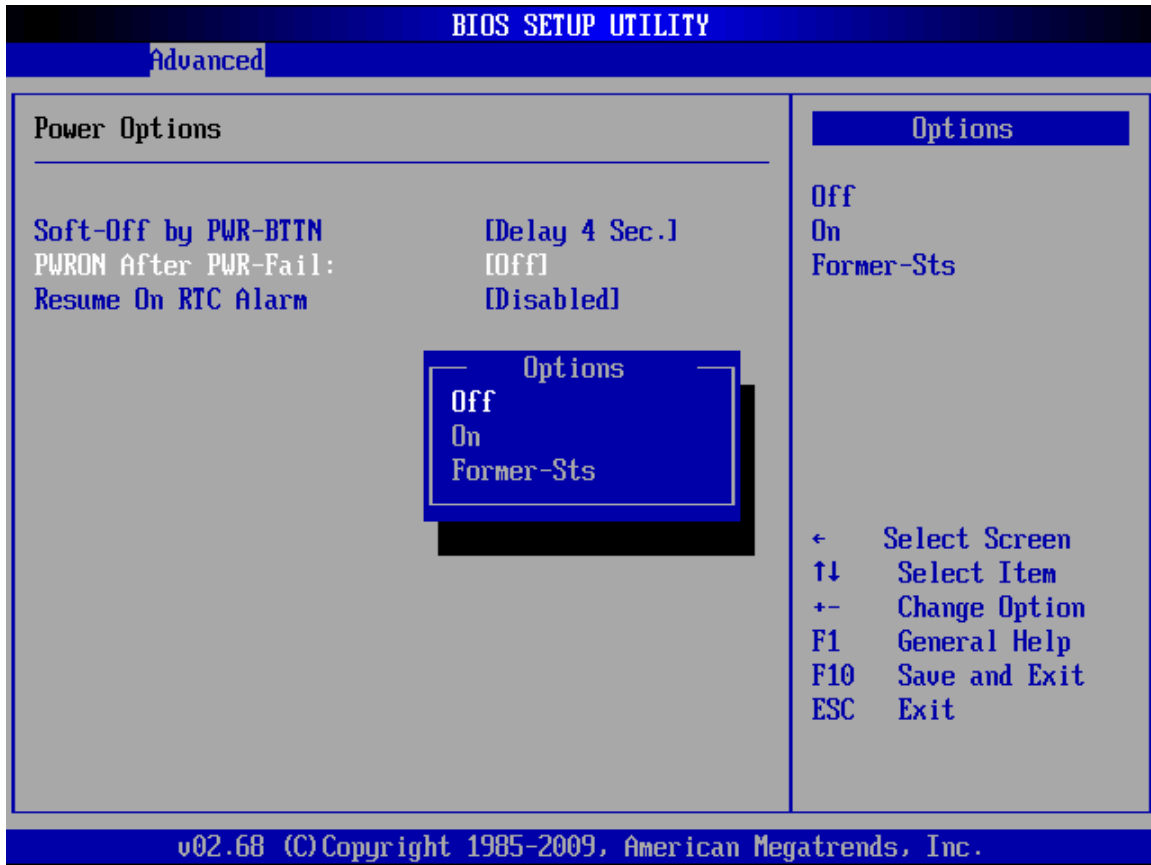 BIOS SETUP UTILITY
Advanced
Power Options
Soft-Off by PWR-BTTN [Delay 4 Sec.]
PWRON After PWR-Fail: [Off]
Resume On RTC Alarm [Disabled]
Options
Off
On
Former-Sts
Options
Off
On
Former-Sts
← Select Screen
↑↓ Select Item
+- Change Option
F1 General Help
F10 Save and Exit
ESC Exit
v02.68 (C)Copyright 1985-2009, American Megatrends, Inc.